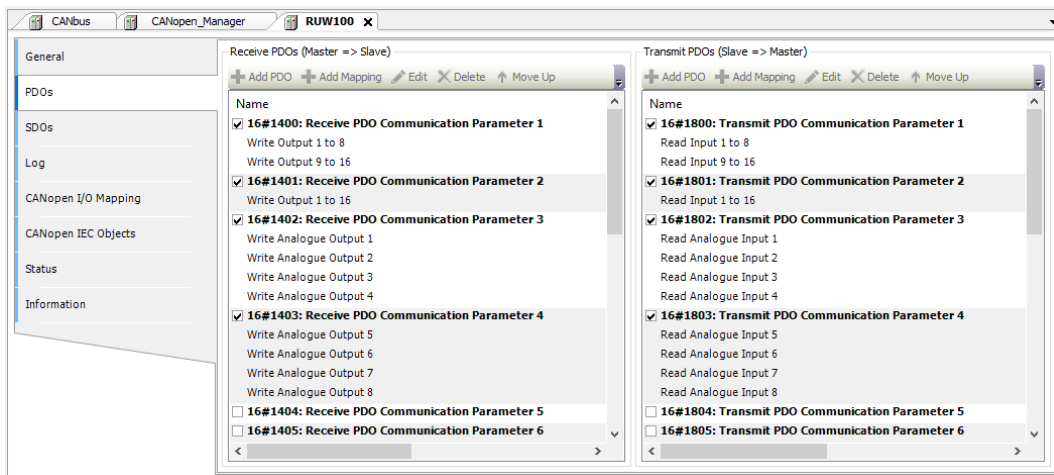 CANbus
CANopen_Manager
RUW100
General
PDOs
SDOs
Log
CANopen I/O Mapping
CANopen IEC Objects
Status
Information
Receive PDOs (Master => Slave)
Add PDO Add Mapping Edit Delete Move Up
Name
16#1400: Receive PDO Communication Parameter 1
Write Output 1 to 8
Write Output 9 to 16
16#1401: Receive PDO Communication Parameter 2
Write Output 1 to 16
16#1402: Receive PDO Communication Parameter 3
Write Analogue Output 1
Write Analogue Output 2
Write Analogue Output 3
Write Analogue Output 4
16#1403: Receive PDO Communication Parameter 4
Write Analogue Output 5
Write Analogue Output 6
Write Analogue Output 7
Write Analogue Output 8
16#1404: Receive PDO Communication Parameter 5
16#1405: Receive PDO Communication Parameter 6
Transmit PDOs (Slave => Master)
Add PDO Add Mapping Edit Delete Move Up
Name
16#1800: Transmit PDO Communication Parameter 1
Read Input 1 to 8
Read Input 9 to 16
16#1801: Transmit PDO Communication Parameter 2
Read Input 1 to 16
16#1802: Transmit PDO Communication Parameter 3
Read Analogue Input 1
Read Analogue Input 2
Read Analogue Input 3
Read Analogue Input 4
16#1803: Transmit PDO Communication Parameter 4
Read Analogue Input 5
Read Analogue Input 6
Read Analogue Input 7
Read Analogue Input 8
16#1804: Transmit PDO Communication Parameter 5
16#1805: Transmit PDO Communication Parameter 6